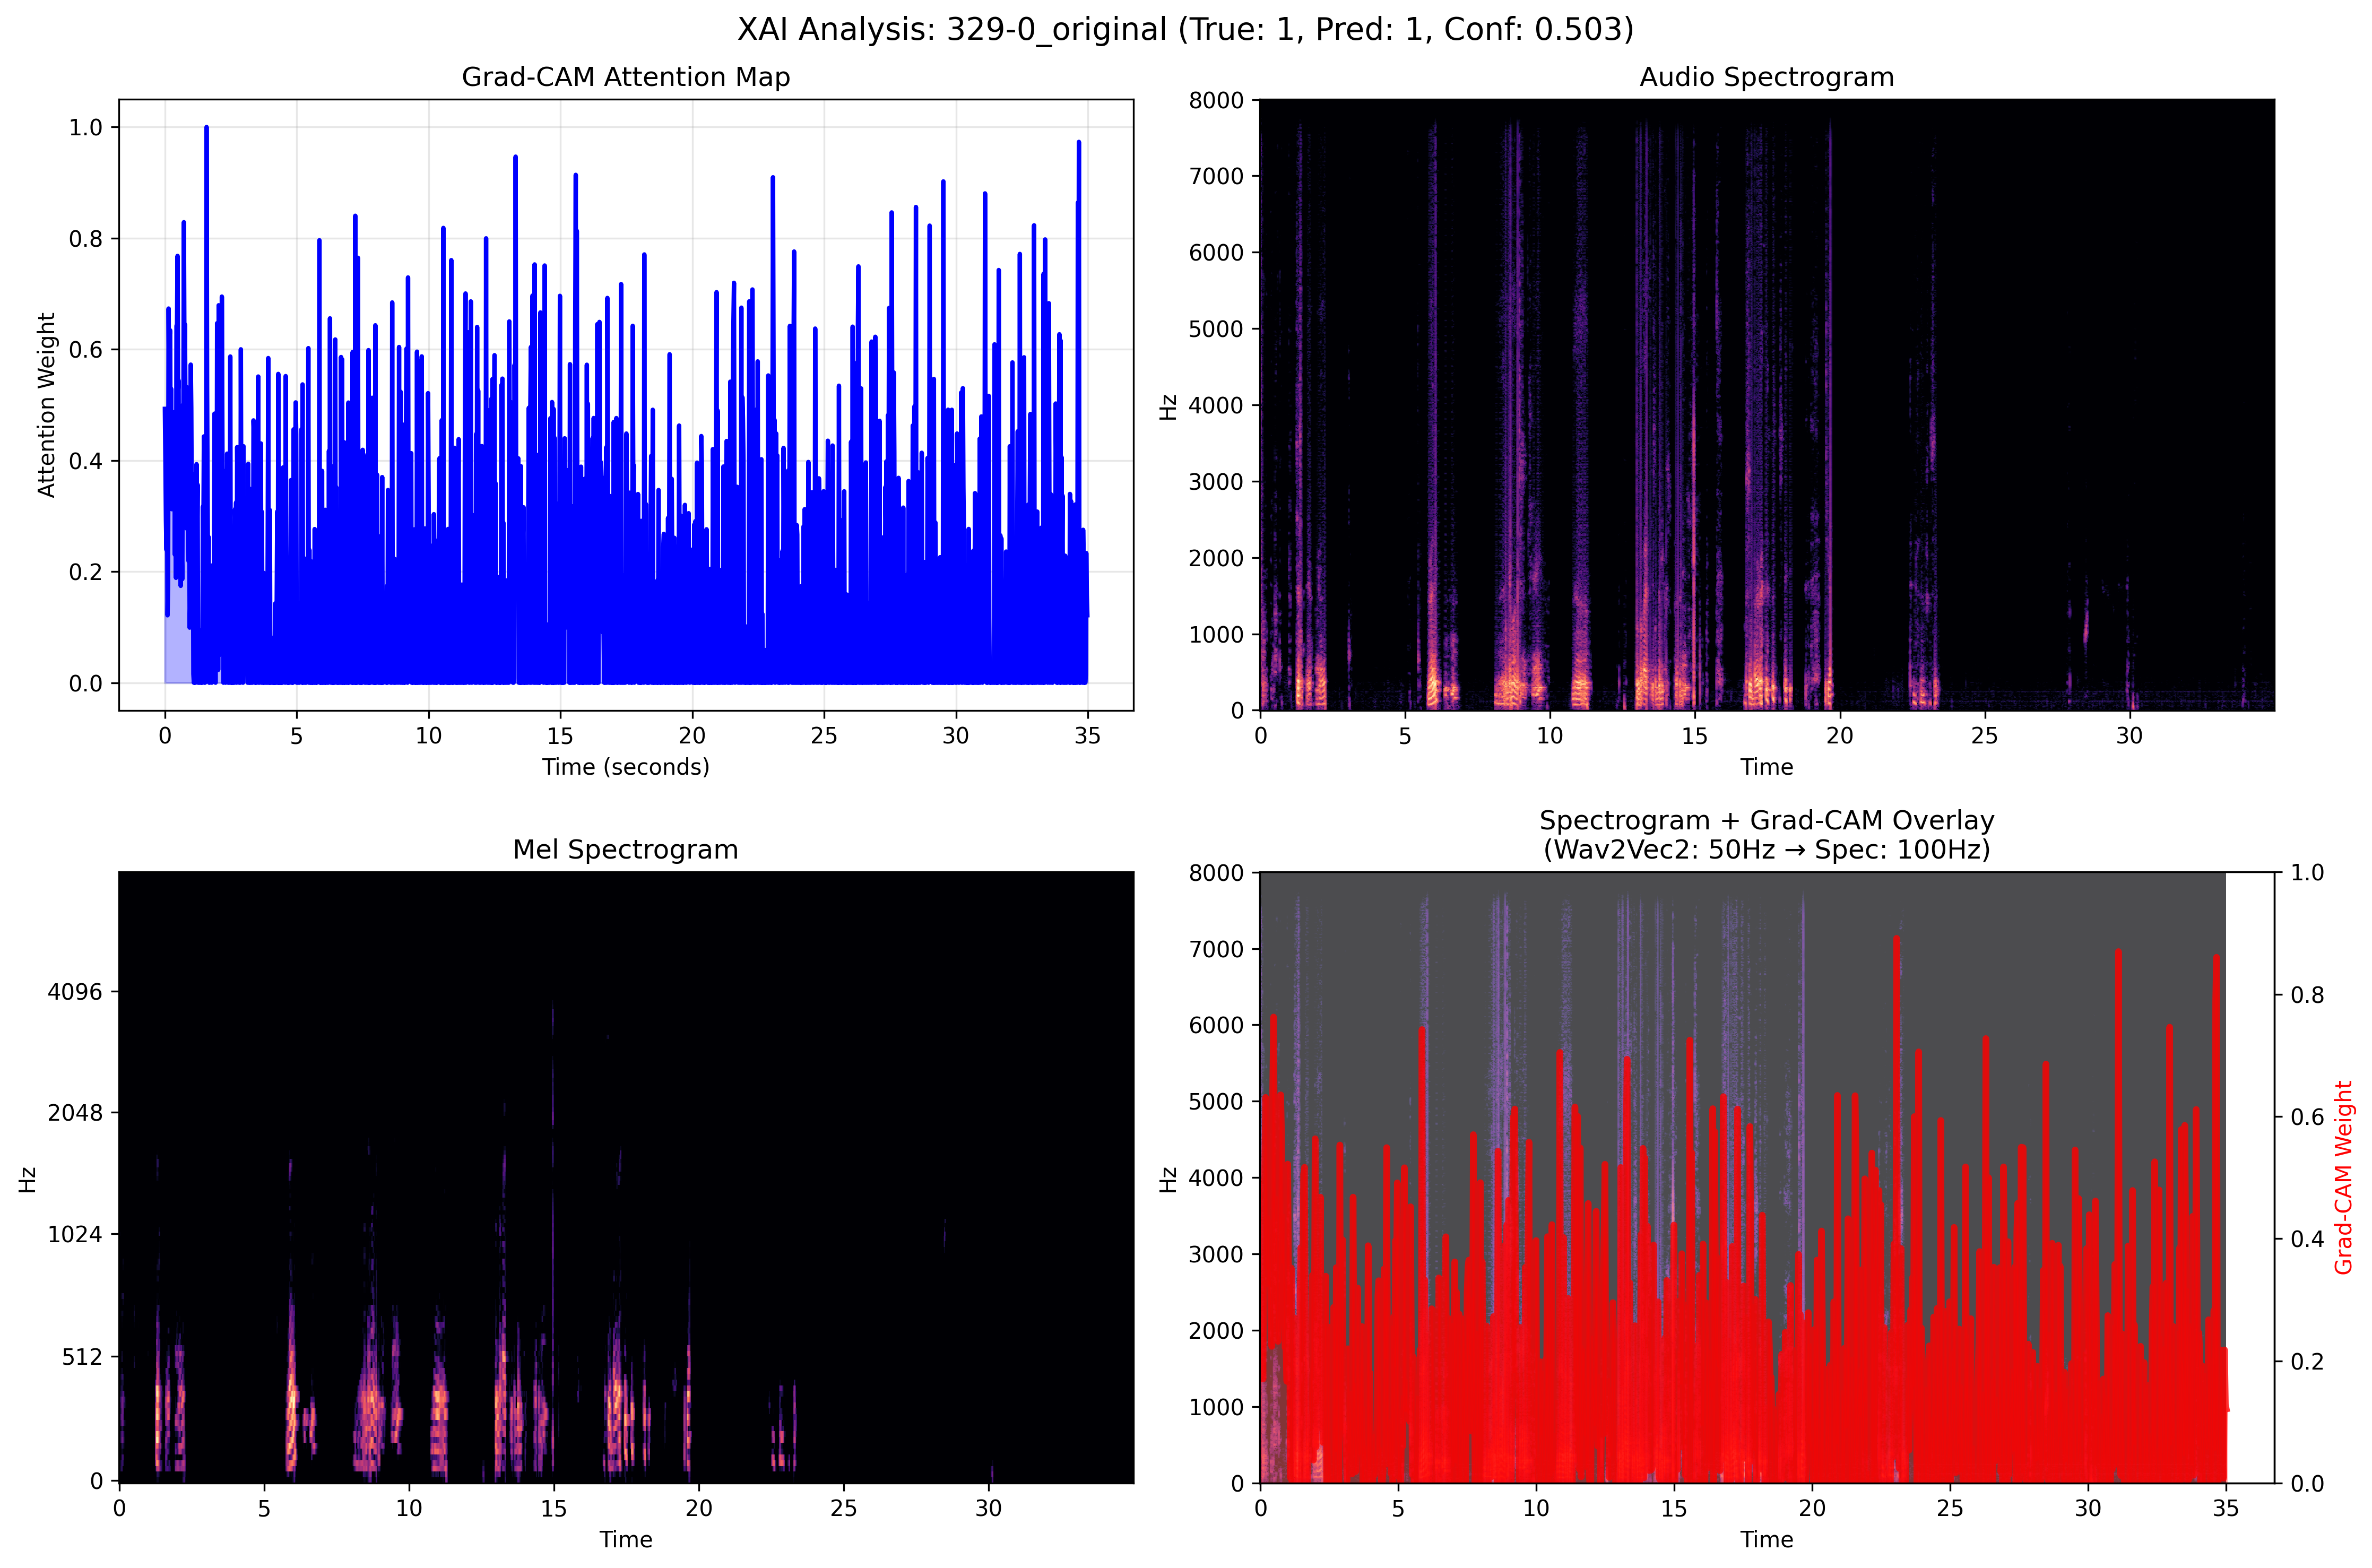 XAI Analysis: 329-0_original (True: 1, Pred: 1, Conf: 0.503)
Grad-CAM Attention Map
1.0
0.8
0.6
0.4
0.2
0.0
Attention Weight
0 5 10 15 20 25 30 35
Time (seconds)
Audio Spectrogram
8000
7000
6000
5000
4000
3000
2000
1000
0
Hz
0 5 10 15 20 25 30
Time
Mel Spectrogram
4096
2048
1024
512
0
Hz
0 5 10 15 20 25 30
Time
Spectrogram + Grad-CAM Overlay
(Wav2Vec2: 50Hz → Spec: 100Hz)
8000
7000
6000
5000
4000
3000
2000
1000
0
Hz
1.0
0.8
0.6
0.4
0.2
0.0
Grad-CAM Weight
0 5 10 15 20 25 30 35
Time